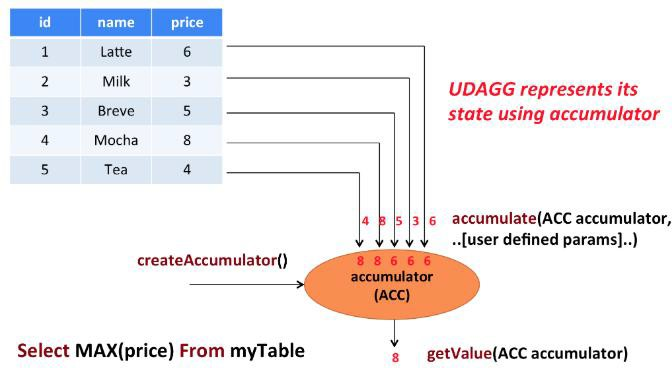 id name price
1 Latte 6
2 Milk 3
3 Breve 5
4 Mocha 8
5 Tea 4
UDAGG represents its
state using accumulator
4 8 5 3 6
accumulate(ACC accumulator,
..[user defined params]..)
createAccumulator()
8 8 6 6 6
accumulator
(ACC)
Select MAX(price) From myTable
8
getValue(ACC accumulator)